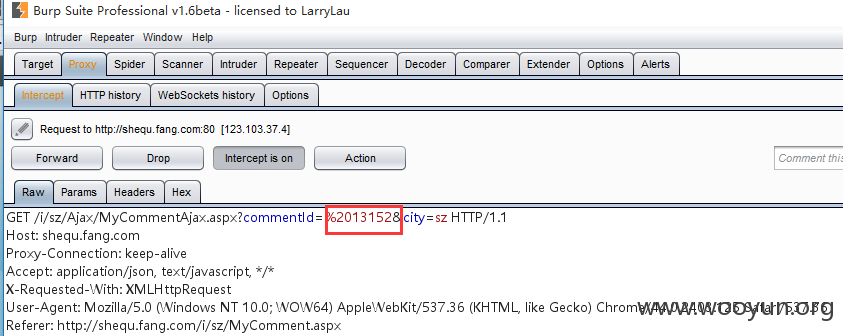 Burp Suite Professional v1.6beta - licensed to LarryLau
Burp Intruder Repeater Window Help
Target Proxy Spider Scanner Intruder Repeater Sequencer Decoder Comparer Extender Options Alerts
Intercept HTTP history WebSockets history Options
Request to http://shequ.fang.com:80 [123.103.37.4]
Forward Drop Intercept is on Action Comment this
Raw Params Headers Hex
GET /i/sz/Ajax/MyCommentAjax.aspx?commentId=%2013152&city=sz HTTP/1.1
Host: shequ.fang.com
Proxy-Connection: keep-alive
Accept: application/json, text/javascript, */*
X-Requested-With: XMLHttpRequest
User-Agent: Mozilla/5.0 (Windows NT 10.0; WOW64) AppleWebKit/537.36 (KHTML, like Gecko) Safari/537.36
www.wooyun.org
Referer: http://shequ.fang.com/i/sz/MyComment.aspx